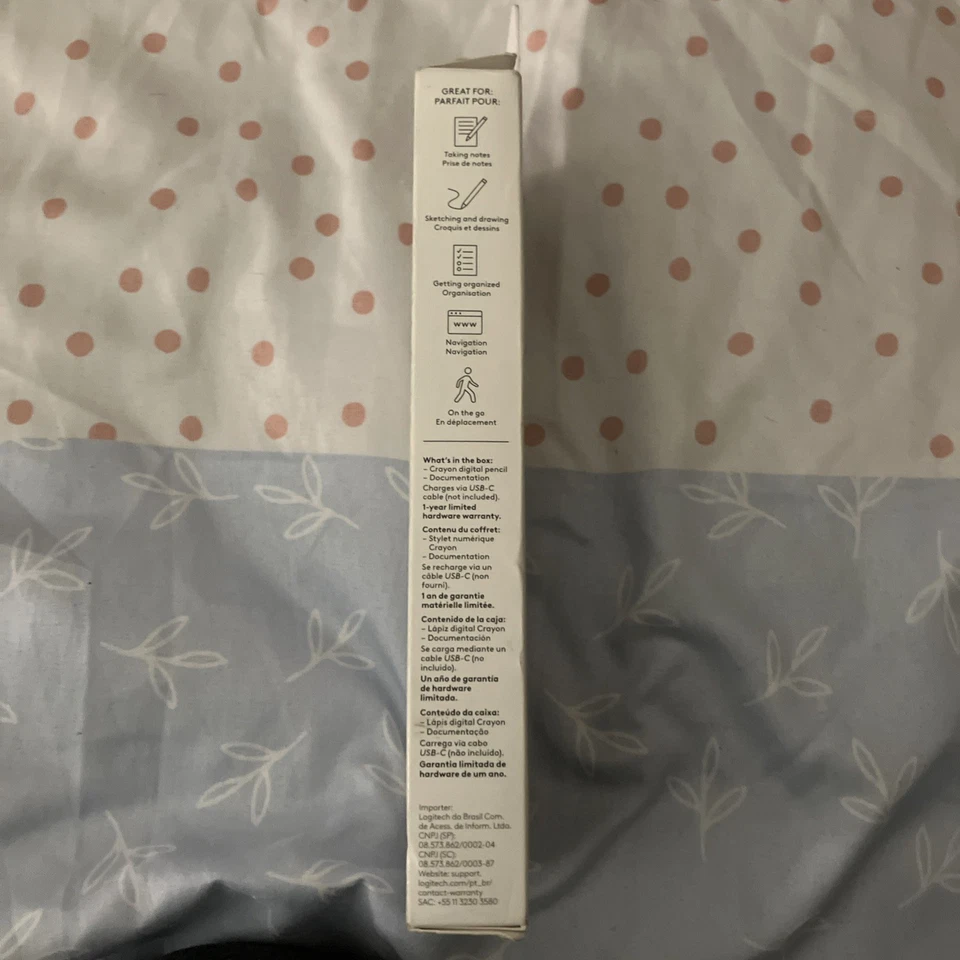 GREAT FOR:
PARFAIT POUR:
Taking notes
Prise de notes
Sketching and drawing
Croquis et dessins
Getting organized
Organisation
www
Navigation
Navigation
On the go
En déplacement
What's in the box:
– Crayon digital pencil
– Documentation
Charges via USB-C
cable (not included).
1-year limited
hardware warranty.
Contenu du coffret:
– Stylet numérique
Crayon
– Documentation
Se recharge via un
câble USB-C (non
fourni).
1 an de garantie
matérielle limitée.
Contenido de la caja:
– Lápiz digital Crayon
– Documentación
Se carga mediante un
cable USB-C (no
incluido).
Un año de garantía
de hardware
limitada.
Conteúdo da caixa:
– Lápis digital Crayon
– Documentação
Carrega via cabo
USB-C (não incluído).
Garantia limitada de
hardware de um ano.
Importer:
Logitech do Brasil Com.
de Acess. de Inform. Ltda.
CNPJ (SP):
08.573.862/0002-04
CNPJ (SC):
08.573.862/0003-87
Website: support.
logitech.com/pt_br/
contact-warranty
SAC: +55 11 3230 3580